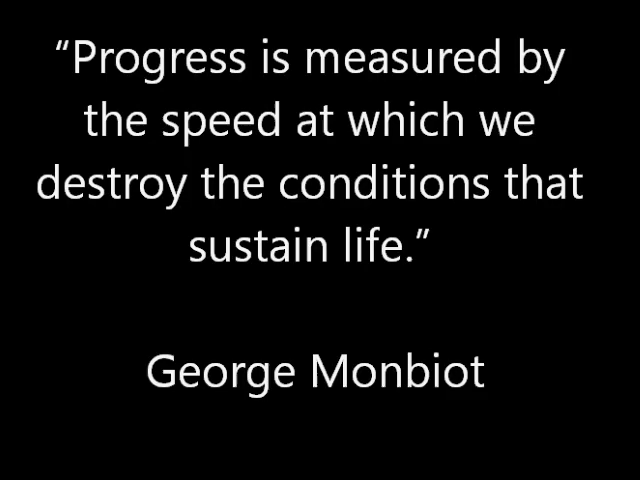 “Progress is measured by
the speed at which we
destroy the conditions that
sustain life.”
George Monbiot